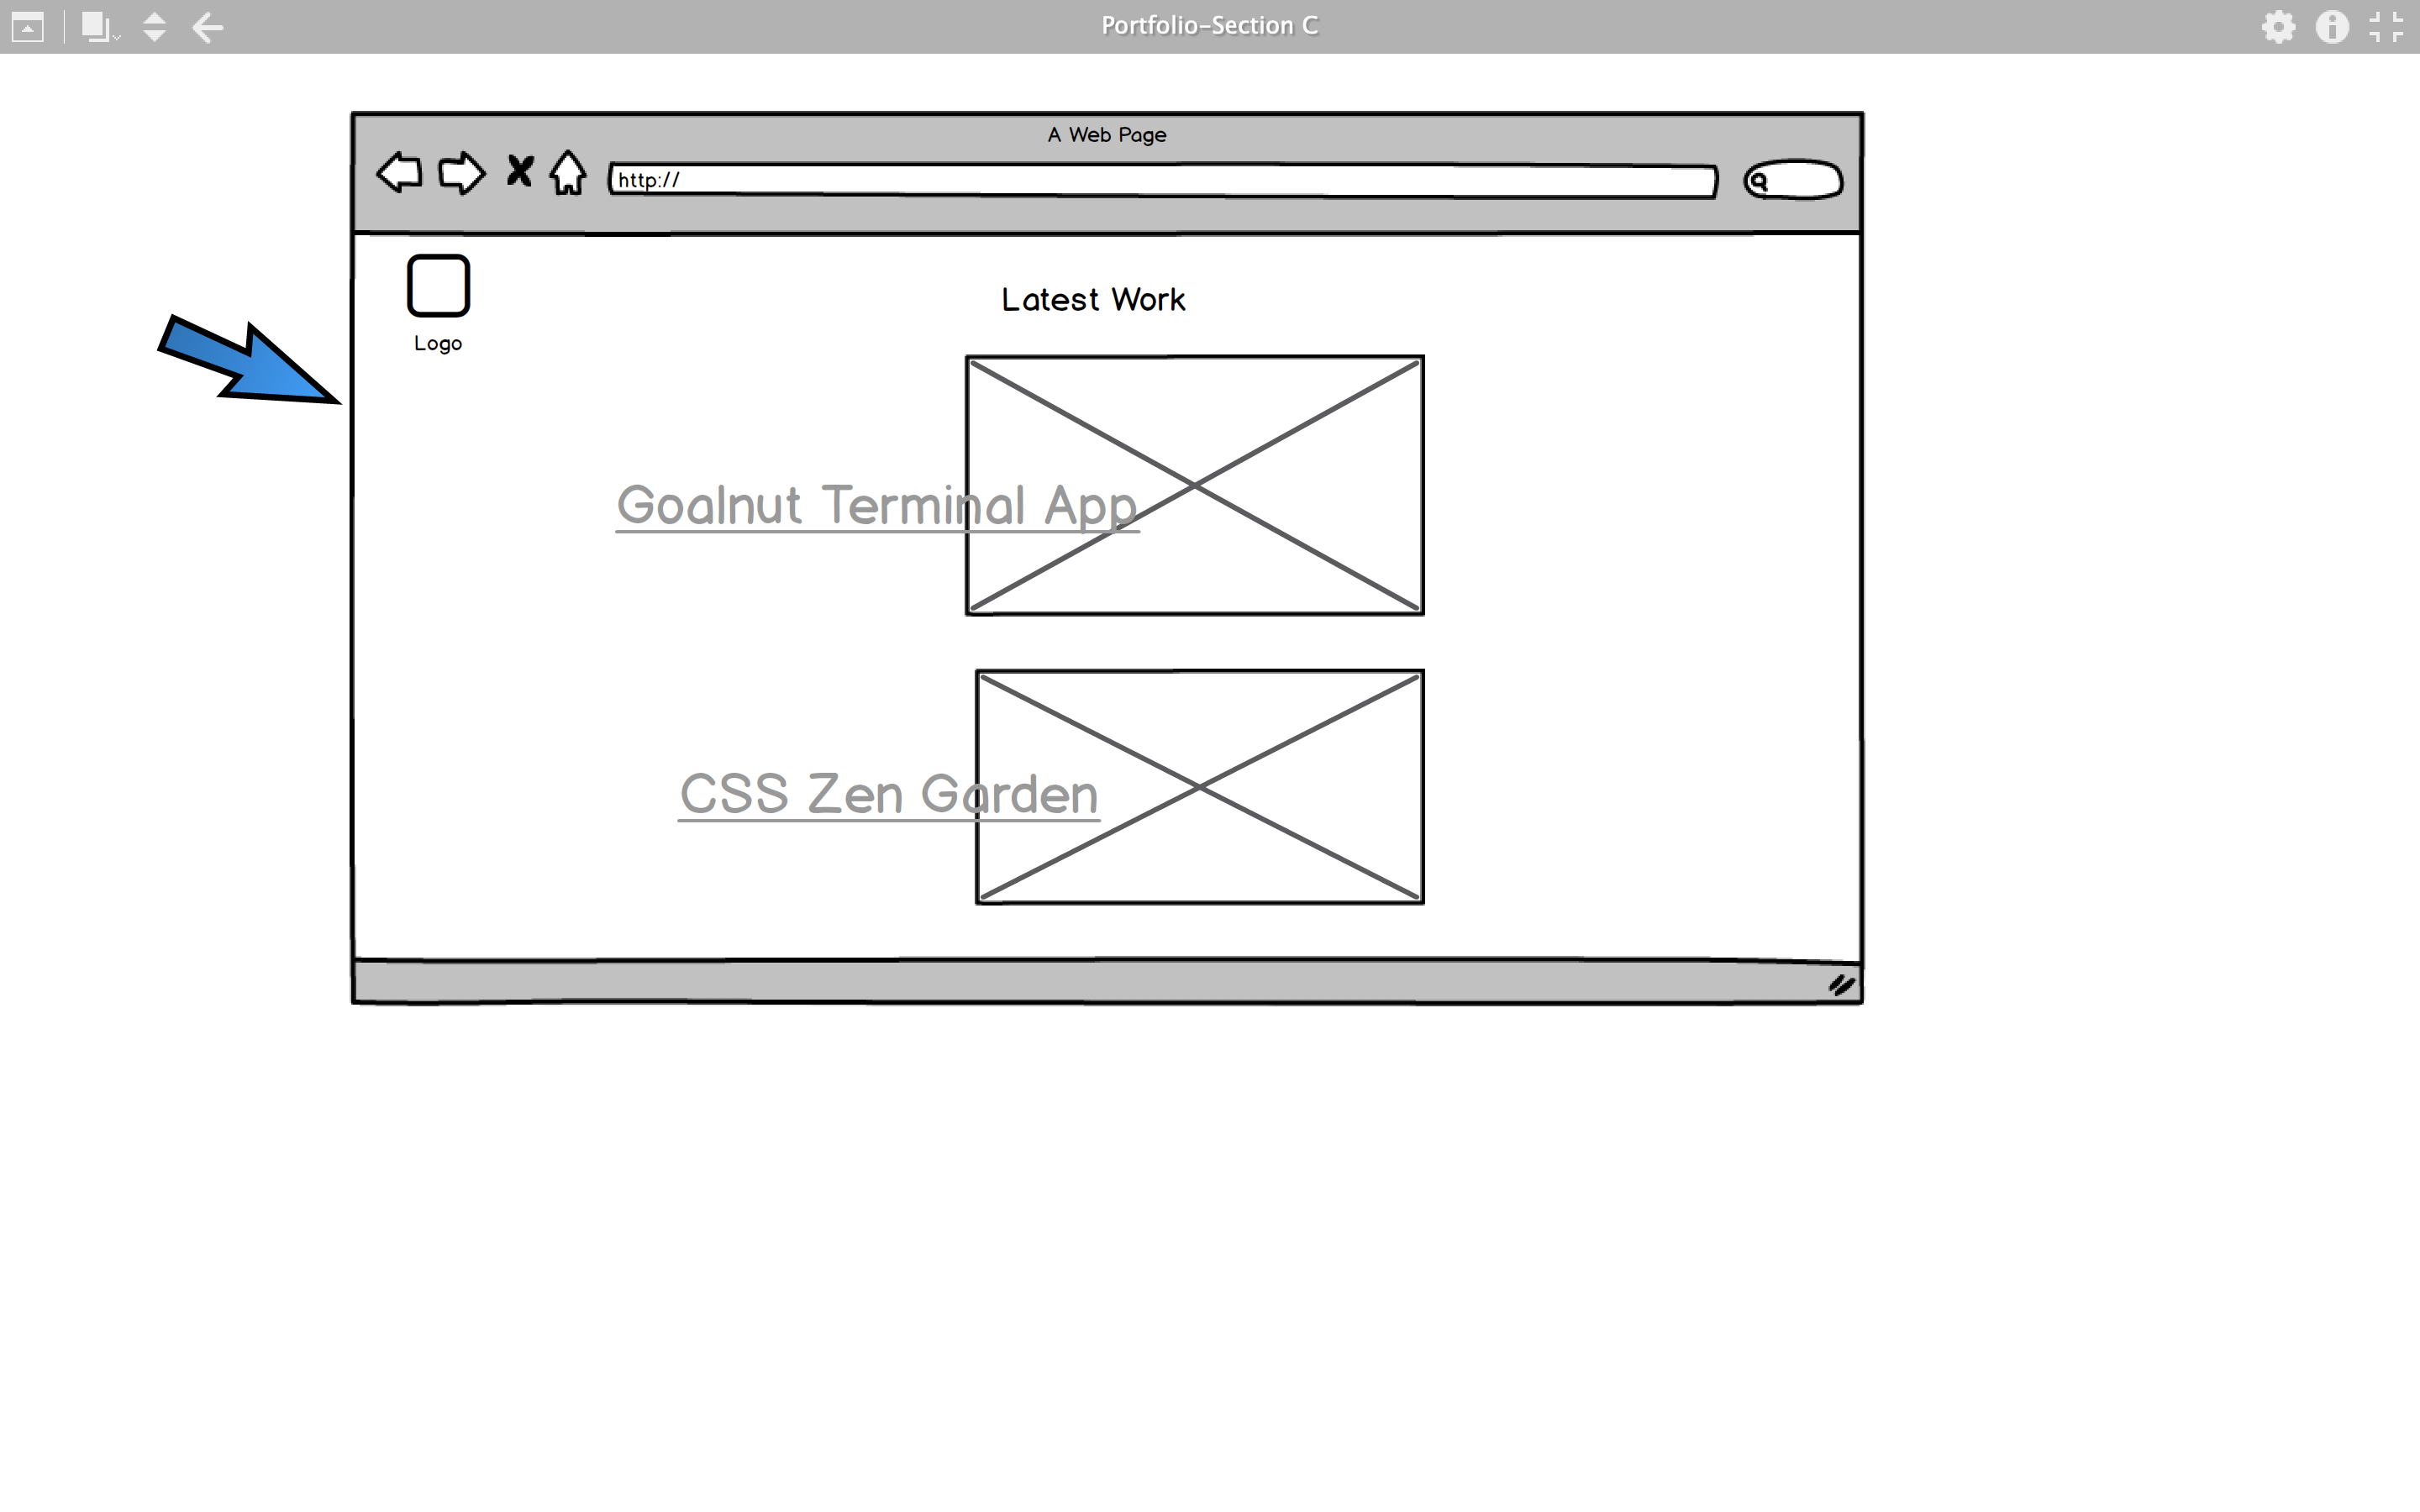 Portfolio-Section C
A Web Page
http://
Logo
Latest Work
Goalnut Terminal App
CSS Zen Garden